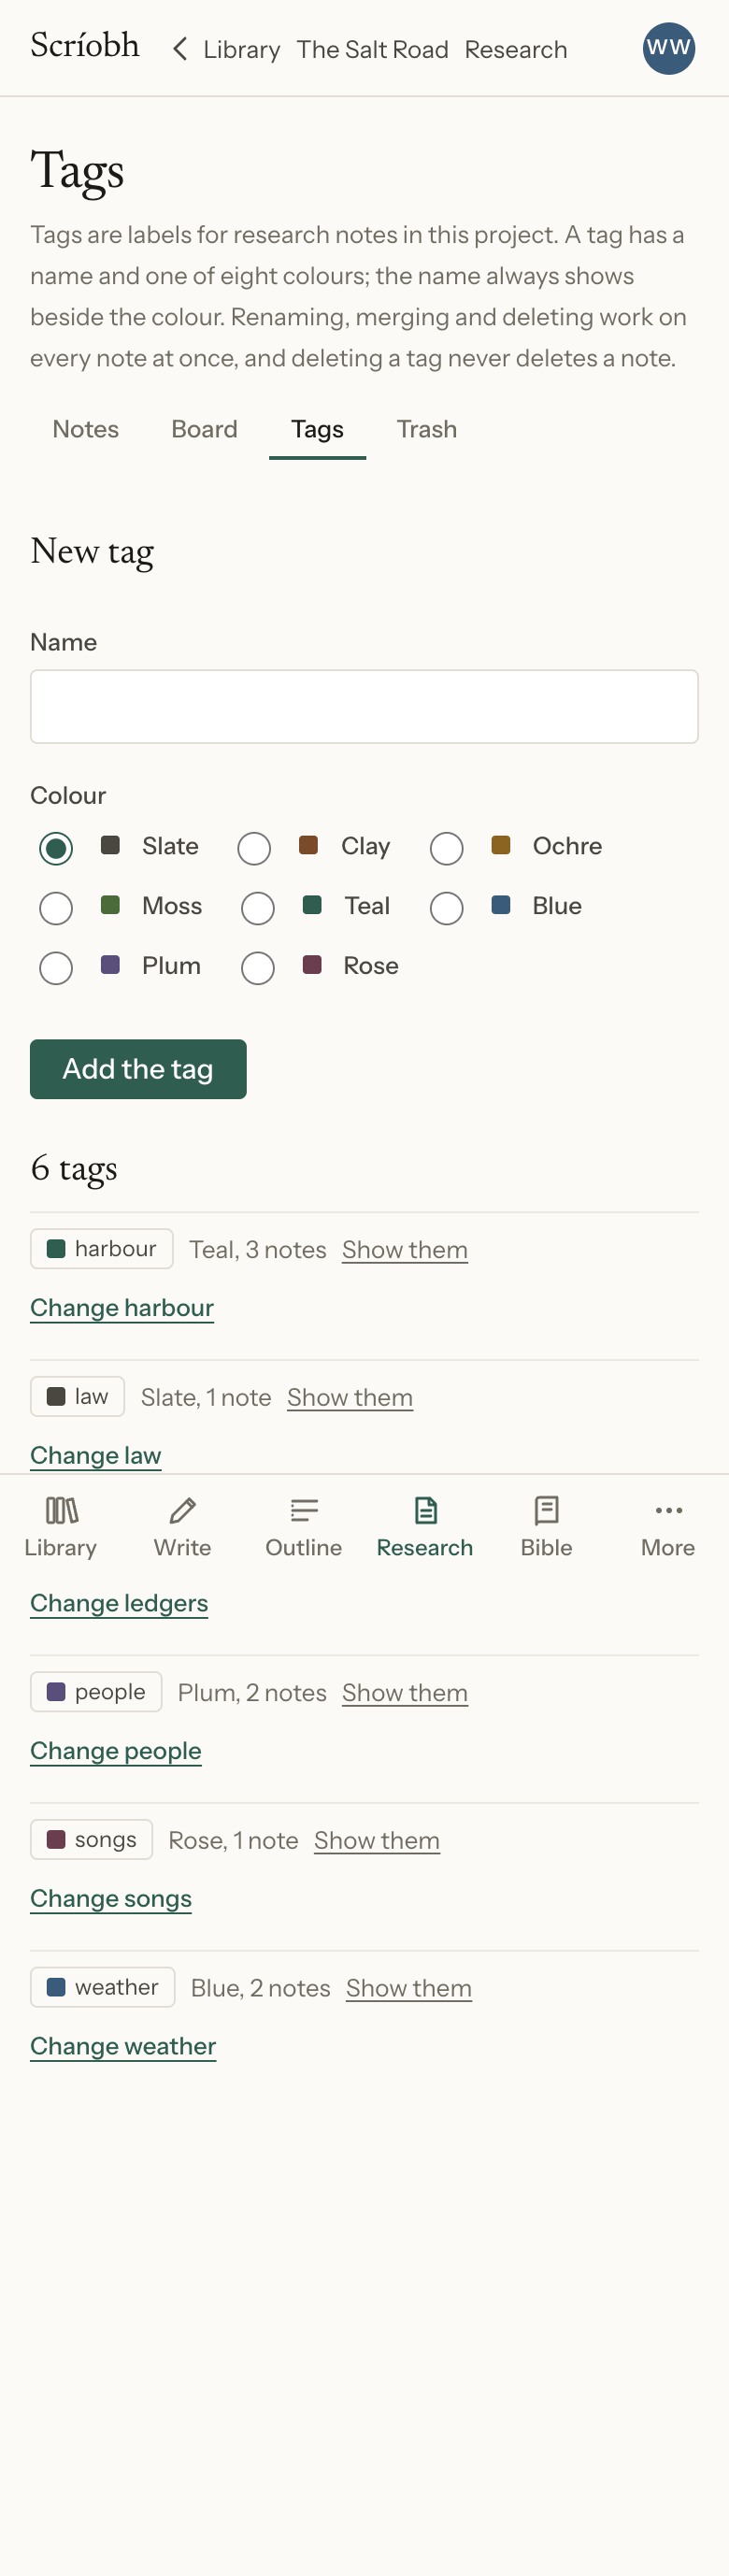 Scríobh
Library The Salt Road Research
WW
Tags
Tags are labels for research notes in this project. A tag has a
name and one of eight colours; the name always shows
beside the colour. Renaming, merging and deleting work on
every note at once, and deleting a tag never deletes a note.
Notes Board Tags Trash
New tag
Name
Colour
Slate Clay Ochre
Moss Teal Blue
Plum Rose
Add the tag
6 tags
harbour Teal, 3 notes Show them
Change harbour
law Slate, 1 note Show them
Change law
Library Write Outline Research Bible More
Change ledgers
people Plum, 2 notes Show them
Change people
songs Rose, 1 note Show them
Change songs
weather Blue, 2 notes Show them
Change weather